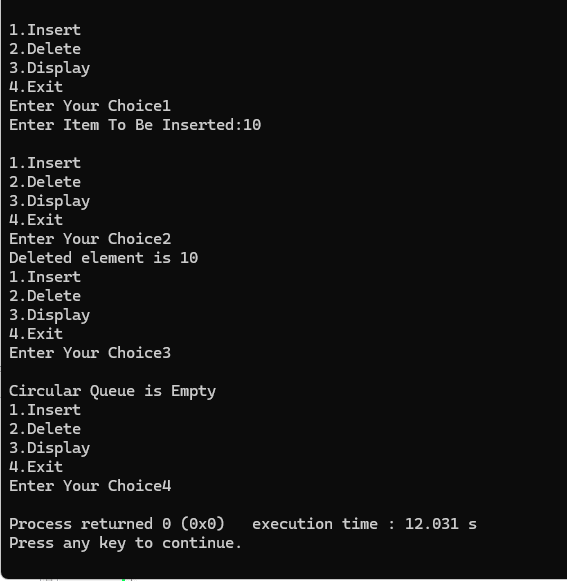 1.Insert
2.Delete
3.Display
4.Exit
Enter Your Choice1
Enter Item To Be Inserted:10
1.Insert
2.Delete
3.Display
4.Exit
Enter Your Choice2
Deleted element is 10
1.Insert
2.Delete
3.Display
4.Exit
Enter Your Choice3
Circular Queue is Empty
1.Insert
2.Delete
3.Display
4.Exit
Enter Your Choice4
Process returned 0 (0x0)   execution time : 12.031 s
Press any key to continue.